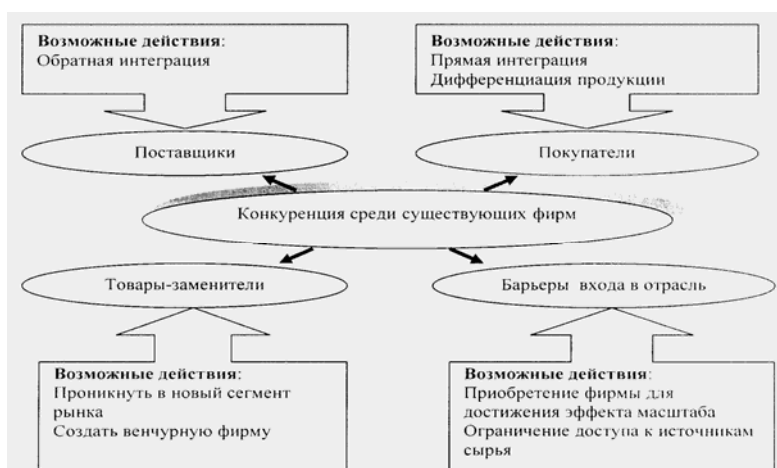 Возможные действия:
Обратная интеграция
Возможные действия:
Прямая интеграция
Дифференциация продукции
Поставщики
Покупатели
Конкуренция среди существующих фирм
Товары-заменители
Барьеры входа в отрасль
Возможные действия:
Проникнуть в новый сегмент
рынка
Создать венчурную фирму
Возможные действия:
Приобретение фирмы для
достижения эффекта масштаба
Ограничение доступа к источникам
сырья